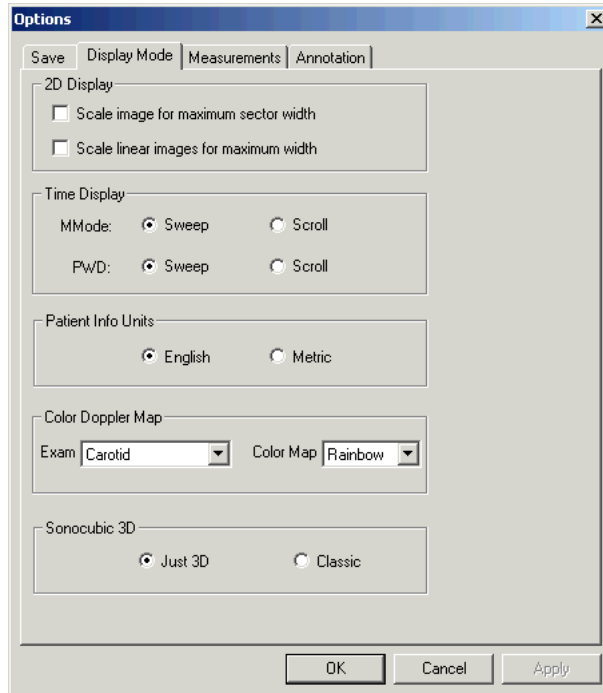 Options
Save Display Mode Measurements Annotation
2D Display
Scale image for maximum sector width
Scale linear images for maximum width
Time Display
MMode: Sweep Scroll
PWD: Sweep Scroll
Patient Info Units
English Metric
Color Doppler Map
Exam Carotid Color Map Rainbow
Sonocubic 3D
Just 3D Classic
OK Cancel Apply